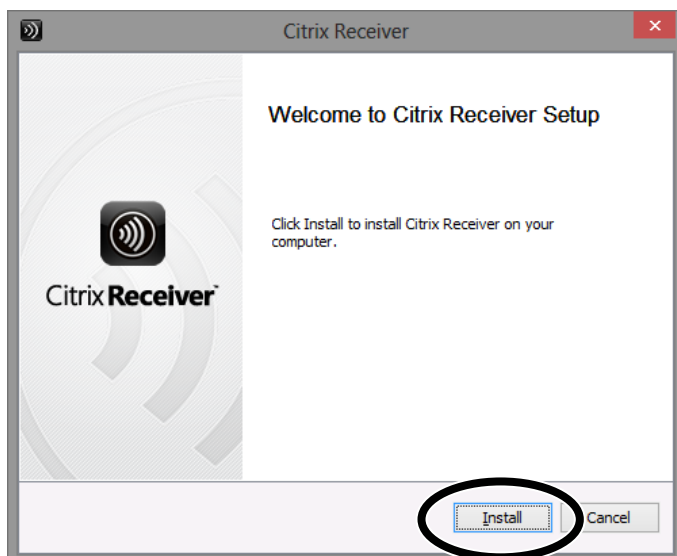 Citrix Receiver
Welcome to Citrix Receiver Setup
Click Install to install Citrix Receiver on your
computer.
Citrix Receiver™
Install
Cancel